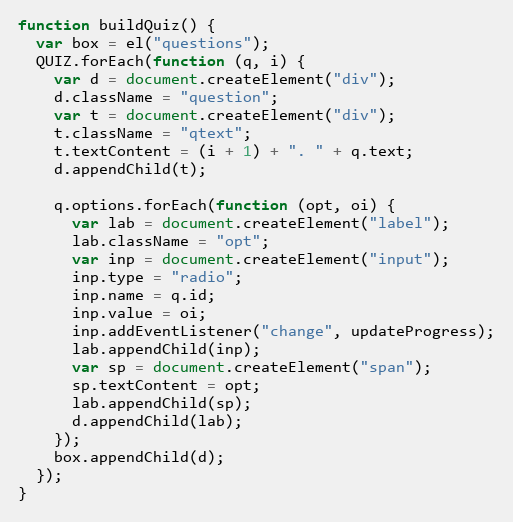 function buildQuiz() {
  var box = el("questions");
  QUIZ.forEach(function (q, i) {
    var d = document.createElement("div");
    d.className = "question";
    var t = document.createElement("div");
    t.className = "qtext";
    t.textContent = (i + 1) + ". " + q.text;
    d.appendChild(t);

    q.options.forEach(function (opt, oi) {
      var lab = document.createElement("label");
      lab.className = "opt";
      var inp = document.createElement("input");
      inp.type = "radio";
      inp.name = q.id;
      inp.value = oi;
      inp.addEventListener("change", updateProgress);
      lab.appendChild(inp);
      var sp = document.createElement("span");
      sp.textContent = opt;
      lab.appendChild(sp);
      d.appendChild(lab);
    });
    box.appendChild(d);
  });
}